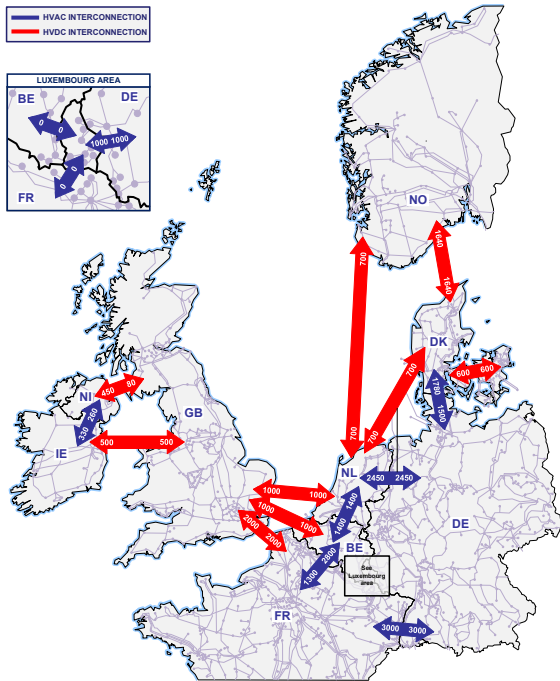 HVAC INTERCONNECTION
HVDC INTERCONNECTION
LUXEMBOURG AREA
BE
DE
0
0
1000 1000
0
0
FR
NO
700
1640
1640
DK
700
600 600
1780
1500
450 80
NI
GB
330 260
IE
500 500
700
700
NL
2450 2450
1000 1000
1000
1000
1400
1400
2000
2000
BE
DE
1300
2800
See
Luxembourg
area
FR
3000 3000